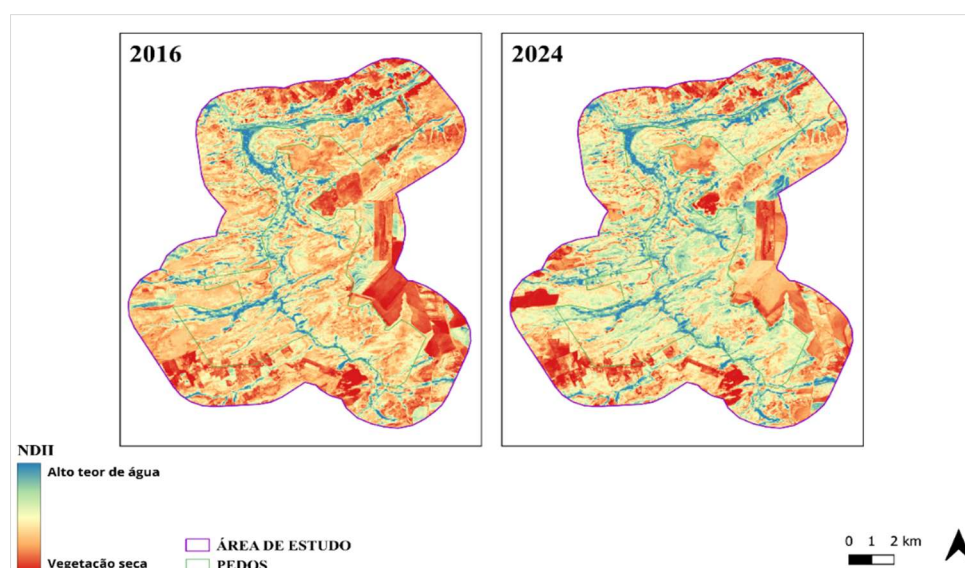 2016
2024
NDII
Alto teor de água
Vegetação seca
ÁREA DE ESTUDO
PEDOS
0 1 2 km